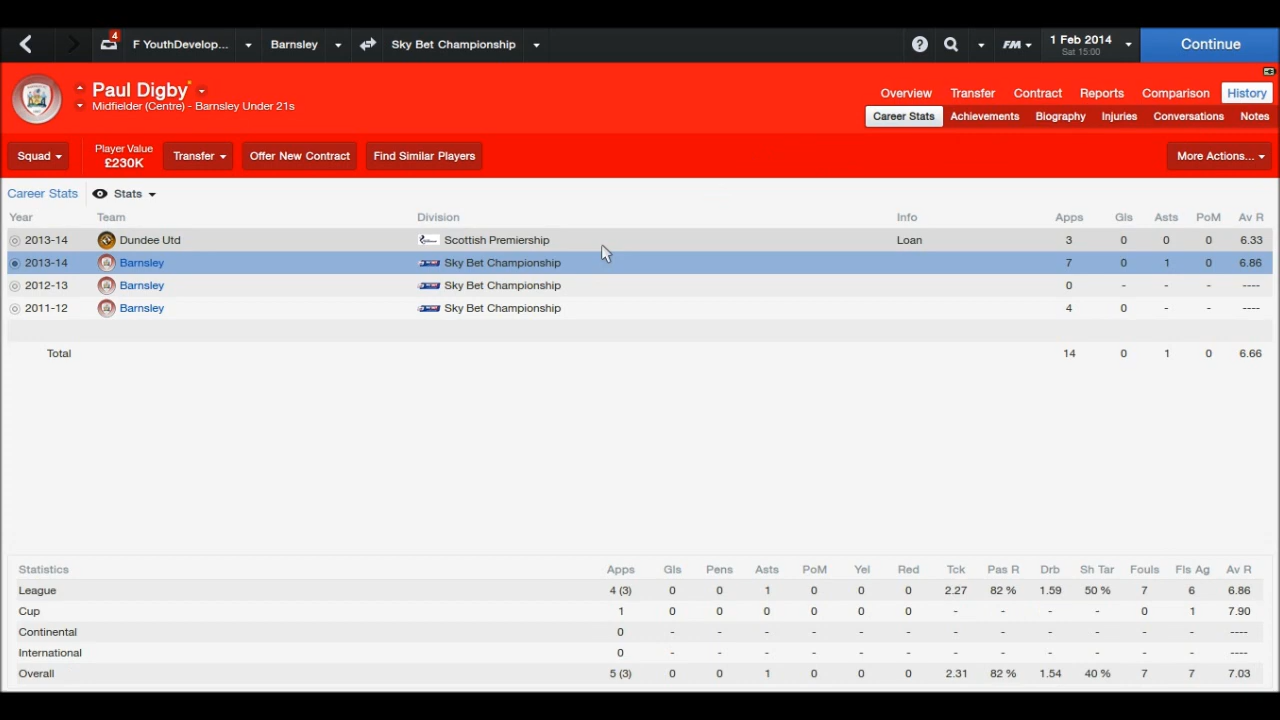 4
F YouthDevelop... Barnsley Sky Bet Championship ? FM 1 Feb 2014 Continue
Sat 15:00
Paul Digby
Midfielder (Centre) - Barnsley Under 21s
Overview Transfer Contract Reports Comparison History
Career Stats Achievements Biography Injuries Conversations Notes
Squad Player Value £230K Transfer Offer New Contract Find Similar Players More Actions...
Career Stats Stats
Year Team Division Info Apps Gls Asts PoM Av R
2013-14 Dundee Utd Scottish Premiership Loan 3 0 0 0 6.33
2013-14 Barnsley Sky Bet Championship 7 0 1 0 6.86
2012-13 Barnsley Sky Bet Championship 0 - - - ----
2011-12 Barnsley Sky Bet Championship 4 0 - - ----
Total 14 0 1 0 6.66
Statistics Apps Gls Pens Asts PoM Yel Red Tck Pas R Drb Sh Tar Fouls Fls Ag Av R
League 4 (3) 0 0 1 0 0 0 2.27 82 % 1.59 50 % 7 6 6.86
Cup 1 0 0 0 0 0 0 - - - - 0 1 7.90
Continental 0 - - - - - - - - - - - - ----
International 0 - - - - - - - - - - - - ----
Overall 5 (3) 0 0 1 0 0 0 2.31 82 % 1.54 40 % 7 7 7.03